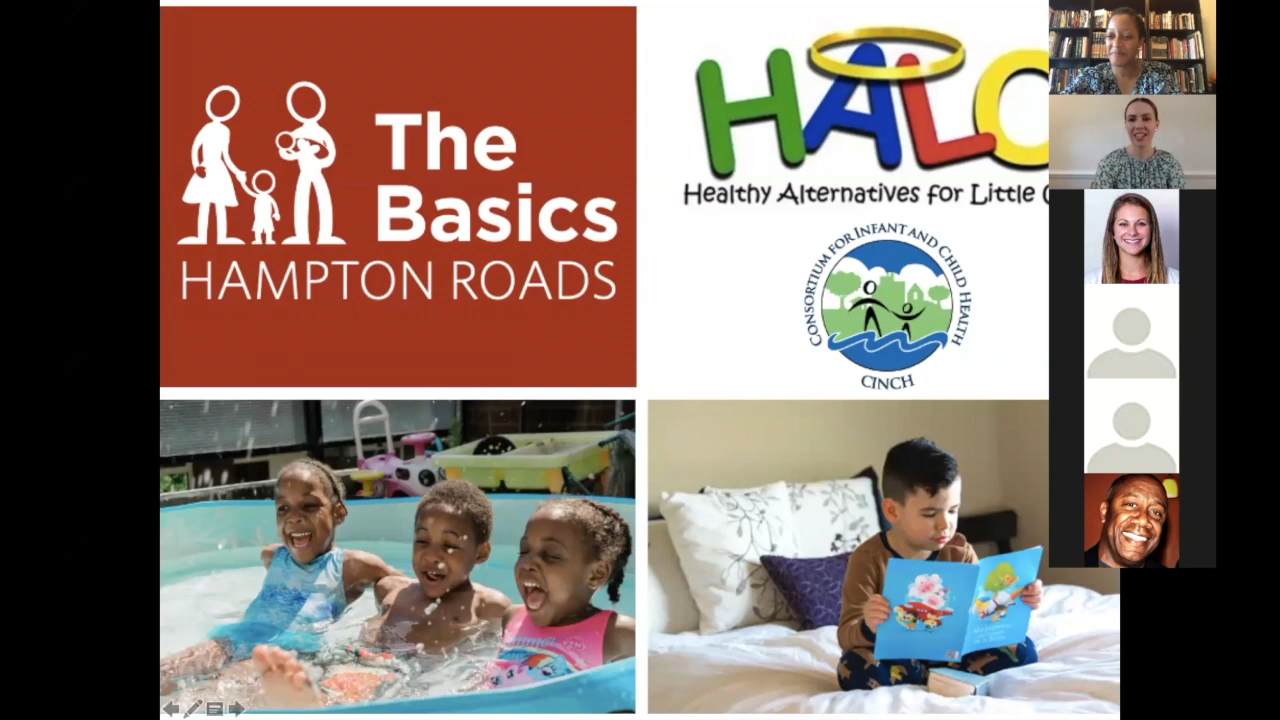 The
Basics
HAMPTON ROADS
HALO
Healthy Alternatives for Little
CONSORTIUM FOR INFANT AND CHILD HEALTH
CINCH